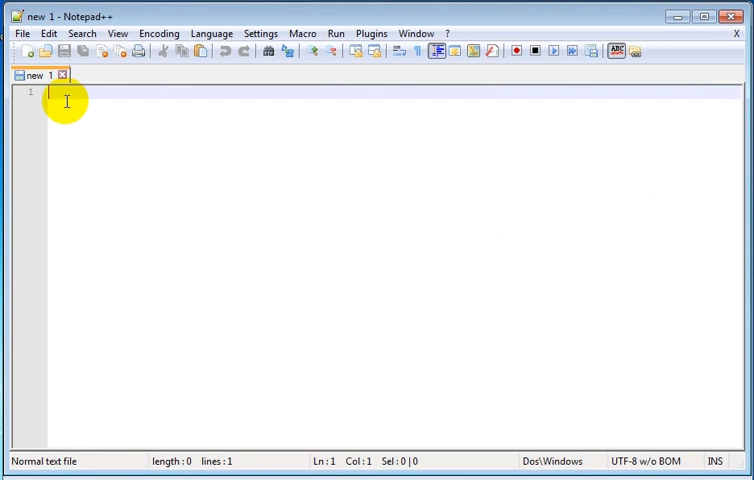 new 1 - Notepad++
File Edit Search View Encoding Language Settings Macro Run Plugins Window ? X
ABC
new 1
1
Normal text file length : 0 lines : 1 Ln : 1 Col : 1 Sel : 0 | 0 Dos\Windows UTF-8 w/o BOM INS